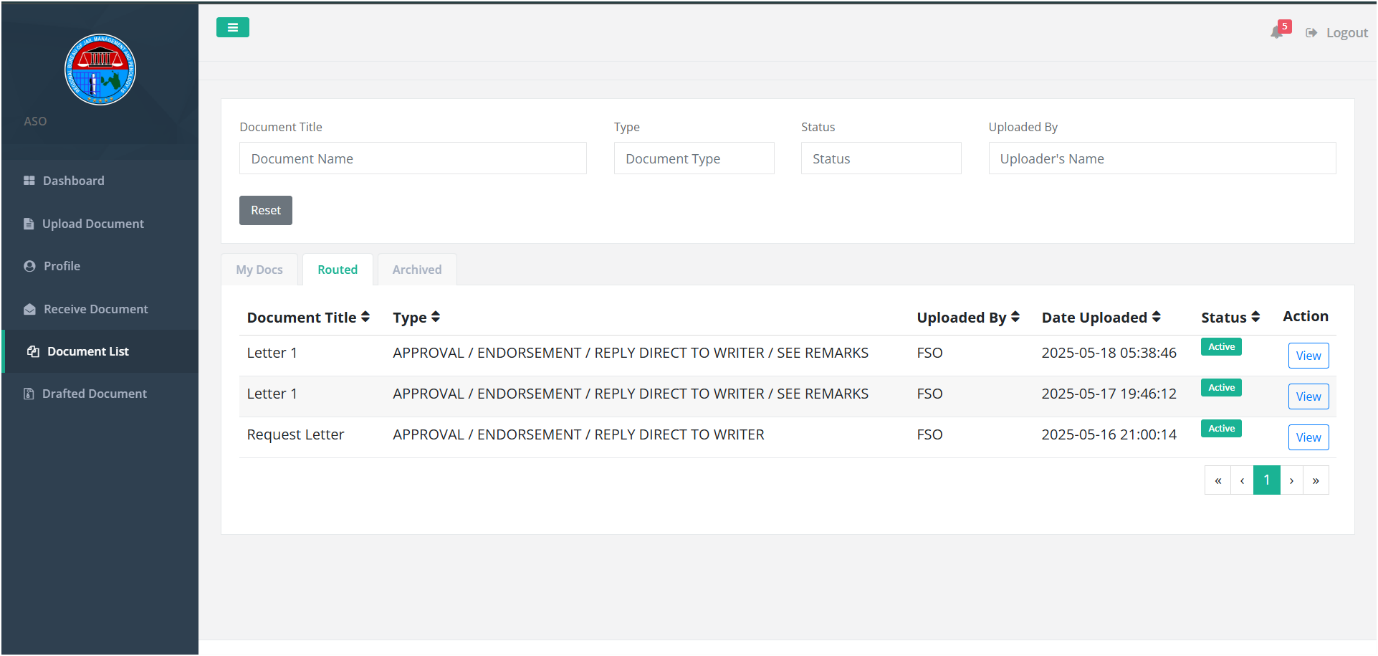 5
Logout
ASO
Dashboard
Upload Document
Profile
Receive Document
Document List
Drafted Document
Document Title Type Status Uploaded By
Document Name Document Type Status Uploader's Name
Reset
My Docs Routed Archived
Document Title Type Uploaded By Date Uploaded Status Action
Letter 1 APPROVAL / ENDORSEMENT / REPLY DIRECT TO WRITER / SEE REMARKS FSO 2025-05-18 05:38:46 Active View
Letter 1 APPROVAL / ENDORSEMENT / REPLY DIRECT TO WRITER / SEE REMARKS FSO 2025-05-17 19:46:12 Active View
Request Letter APPROVAL / ENDORSEMENT / REPLY DIRECT TO WRITER FSO 2025-05-16 21:00:14 Active View
« ‹ 1 › »